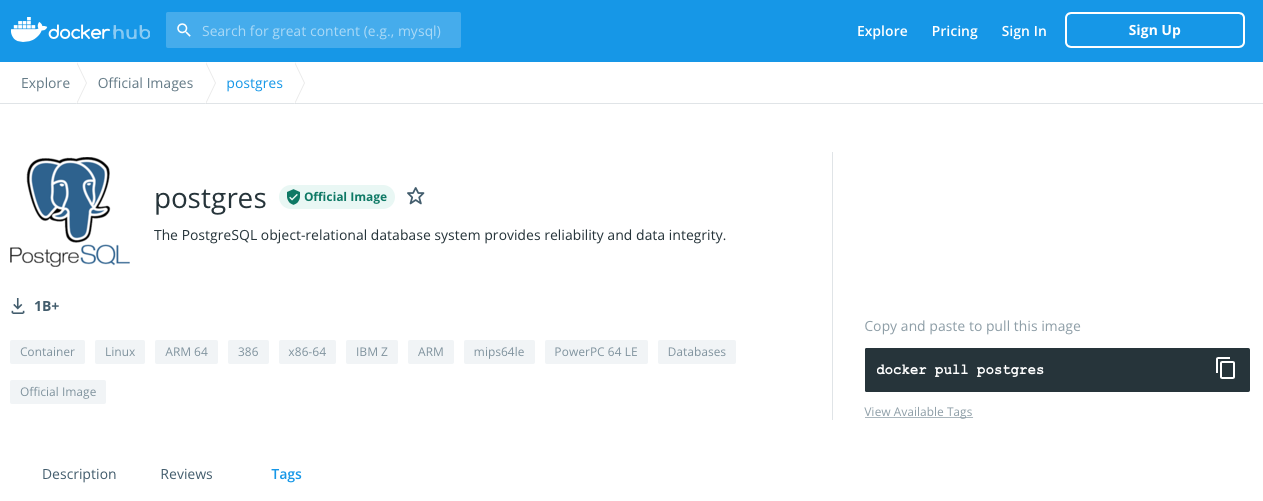 dockerhub
Search for great content (e.g., mysql)
Explore
Pricing
Sign In
Sign Up
Explore
Official Images
postgres
PostgreSQL
postgres
Official Image
The PostgreSQL object-relational database system provides reliability and data integrity.
1B+
Container
Linux
ARM 64
386
x86-64
IBM Z
ARM
mips64le
PowerPC 64 LE
Databases
Official Image
Copy and paste to pull this image
docker pull postgres
View Available Tags
Description
Reviews
Tags